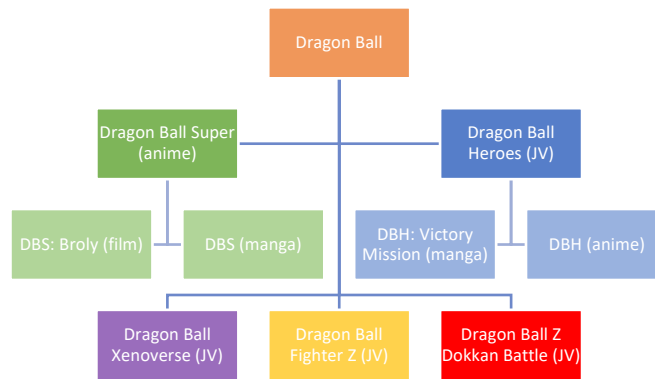 Dragon Ball
Dragon Ball Super
(anime)
Dragon Ball
Heroes (JV)
DBS: Broly (film)
DBS (manga)
DBH: Victory
Mission (manga)
DBH (anime)
Dragon Ball
Xenoverse (JV)
Dragon Ball
Fighter Z (JV)
Dragon Ball Z
Dokkan Battle (JV)